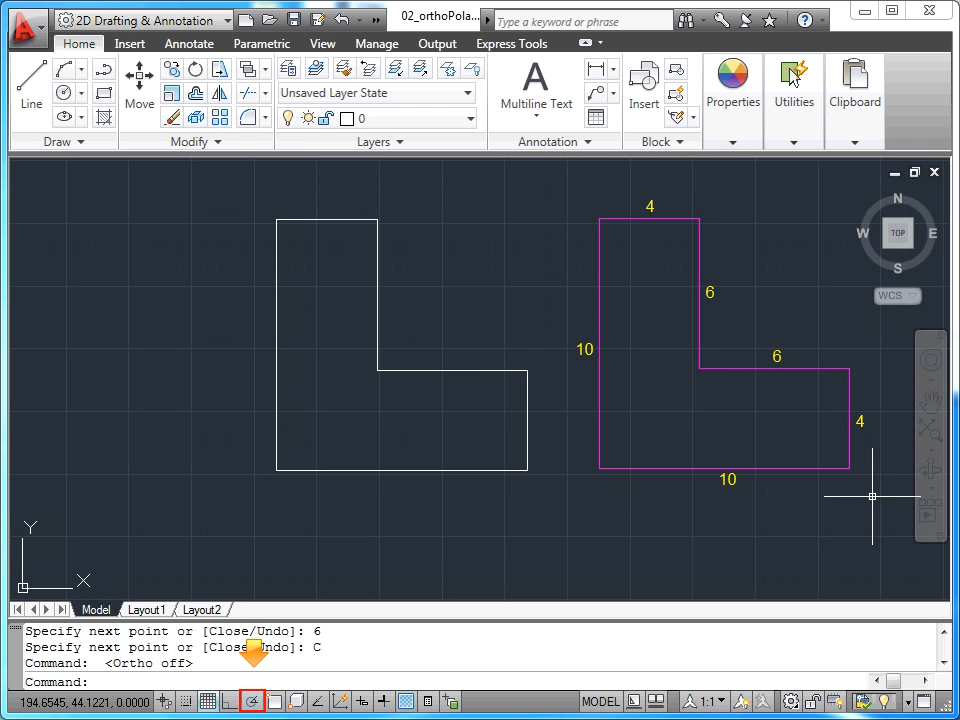 2D Drafting & Annotation
02_orthoPola...
Type a keyword or phrase
Home Insert Annotate Parametric View Manage Output Express Tools
Line
Move
Unsaved Layer State
0
Multiline Text
Insert
Properties
Utilities
Clipboard
Draw
Modify
Layers
Annotation
Block
N
W TOP E
S
WCS
4
6
10
6
4
10
Y
X
Model Layout1 Layout2
Specify next point or [Close/Undo]: 6
Specify next point or [Close/Undo]: C
Command: <Ortho off>
Command:
194.6545, 44.1221, 0.0000
MODEL
1:1